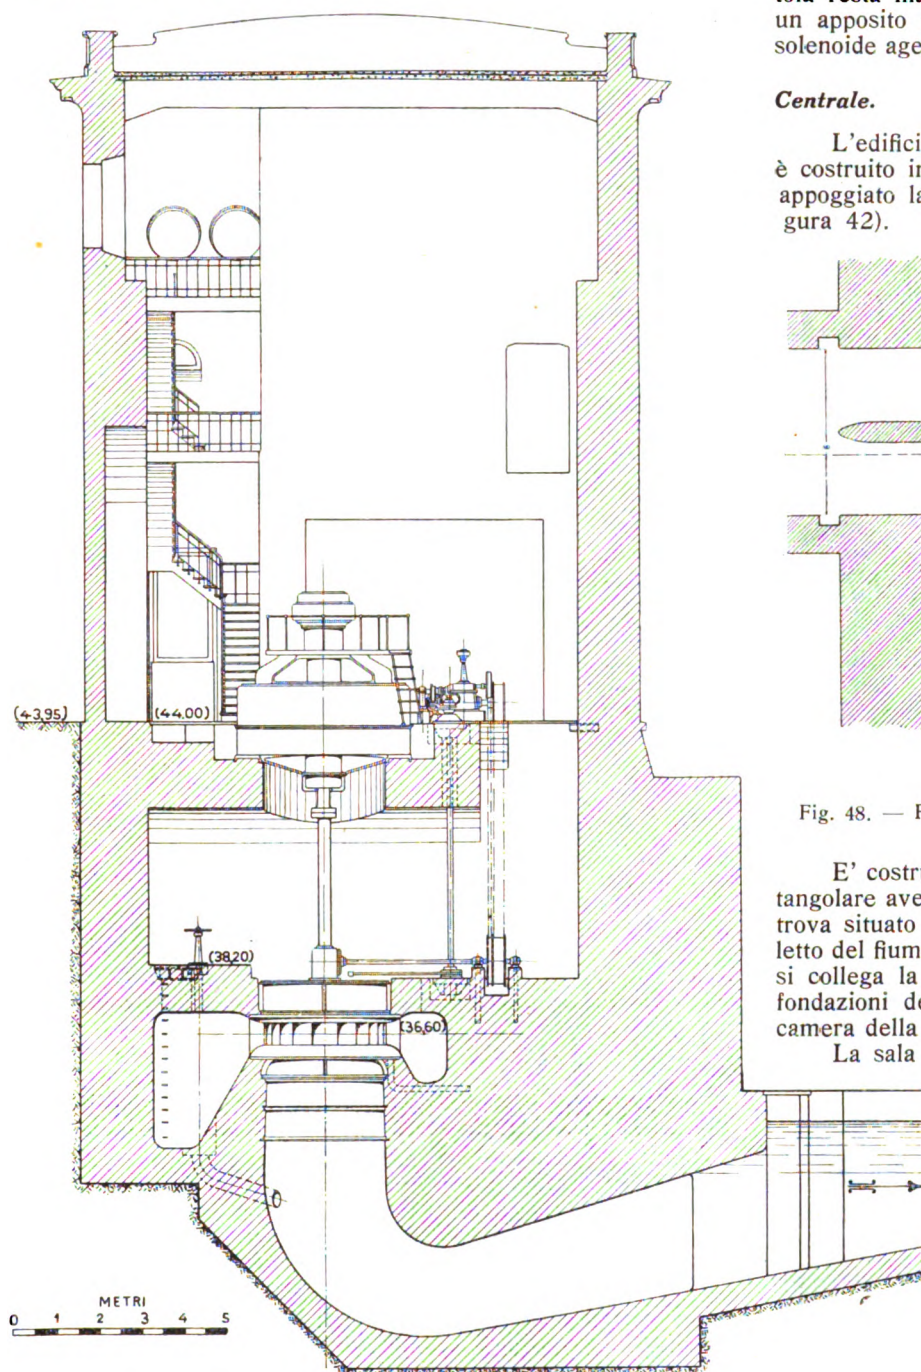 un apposito
solenoide age
Centrale.
L'edifici
è costruito in
appoggiato la
gura 42).
(43,95)
(44,00)
(38,20)
(36,60)
Fig. 48. —
E' costr
tangolare ave
trova situato
letto del fium
si collega la
fondazioni de
camera della
La sala
METRI
0 1 2 3 4 5